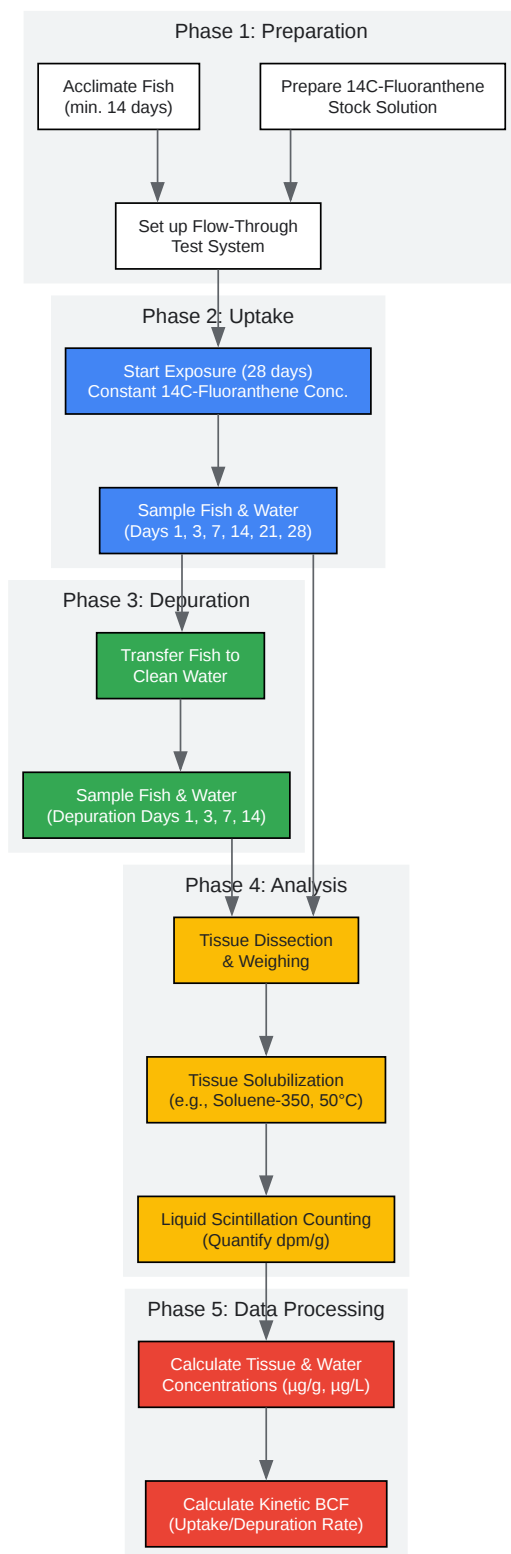 Phase 1: Preparation
Acclimate Fish
(min. 14 days)
Prepare 14C-Fluoranthene
Stock Solution
Set up Flow-Through
Test System
Phase 2: Uptake
Start Exposure (28 days)
Constant 14C-Fluoranthene Conc.
Sample Fish & Water
(Days 1, 3, 7, 14, 21, 28)
Phase 3: Depuration
Transfer Fish to
Clean Water
Sample Fish & Water
(Depuration Days 1, 3, 7, 14)
Phase 4: Analysis
Tissue Dissection
& Weighing
Tissue Solubilization
(e.g., Soluene-350, 50°C)
Liquid Scintillation Counting
(Quantify dpm/g)
Phase 5: Data Processing
Calculate Tissue & Water
Concentrations (µg/g, µg/L)
Calculate Kinetic BCF
(Uptake/Depuration Rate)